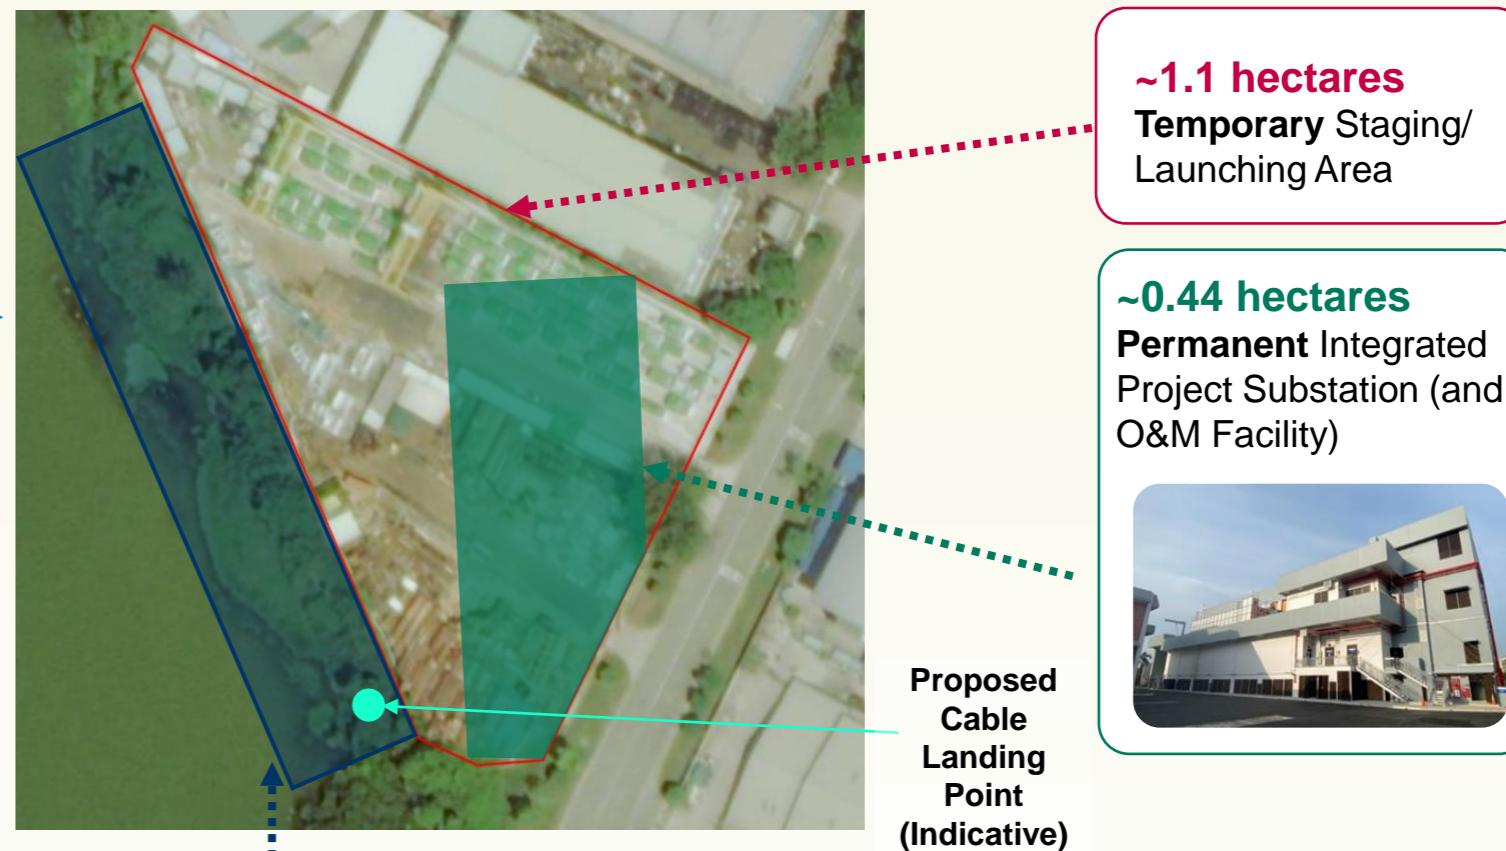 ~1.1 hectares
Temporary Staging/
Launching Area
~0.44 hectares
Permanent Integrated
Project Substation (and
O&M Facility)
Proposed
Cable
Landing
Point
(Indicative)